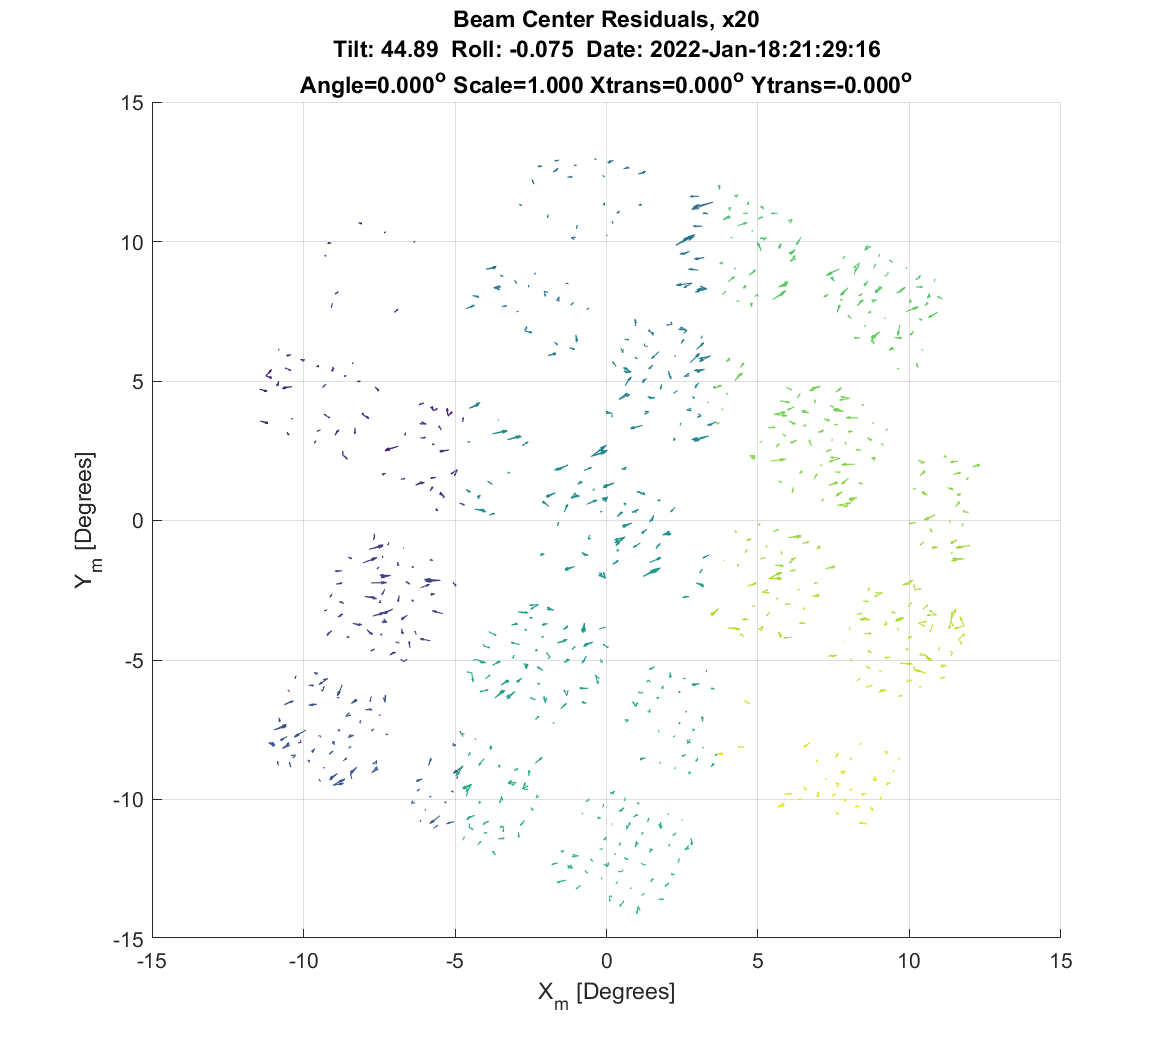 Beam Center Residuals, x20
Tilt: 44.89 Roll: -0.075 Date: 2022-Jan-18:21:29:16
Angle=0.000° Scale=1.000 Xtrans=0.000° Ytrans=-0.000°
15
10
5
0
-5
-10
-15
Y_m [Degrees]
-15 -10 -5 0 5 10 15
X_m [Degrees]